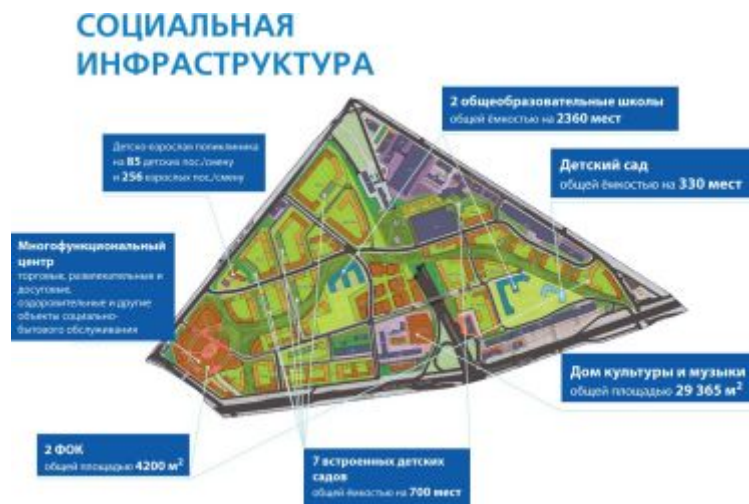 СОЦИАЛЬНАЯ
ИНФРАСТРУКТУРА
2 общеобразовательные школы
общей ёмкостью на 2360 мест
Детско-взрослая поликлиника
на 85 детских пос./смену
и 256 взрослых пос./смену
Детский сад
общей ёмкостью на 330 мест
Многофункциональный
центр
торговые, развлекательные и
досуговые,
оздоровительные и другие
объекты социально-
бытового обслуживания
Дом культуры и музыки
общей площадью 29 365 м²
2 ФОК
общей площадью 4200 м²
7 встроенных детских
садов
общей ёмкостью на 700 мест